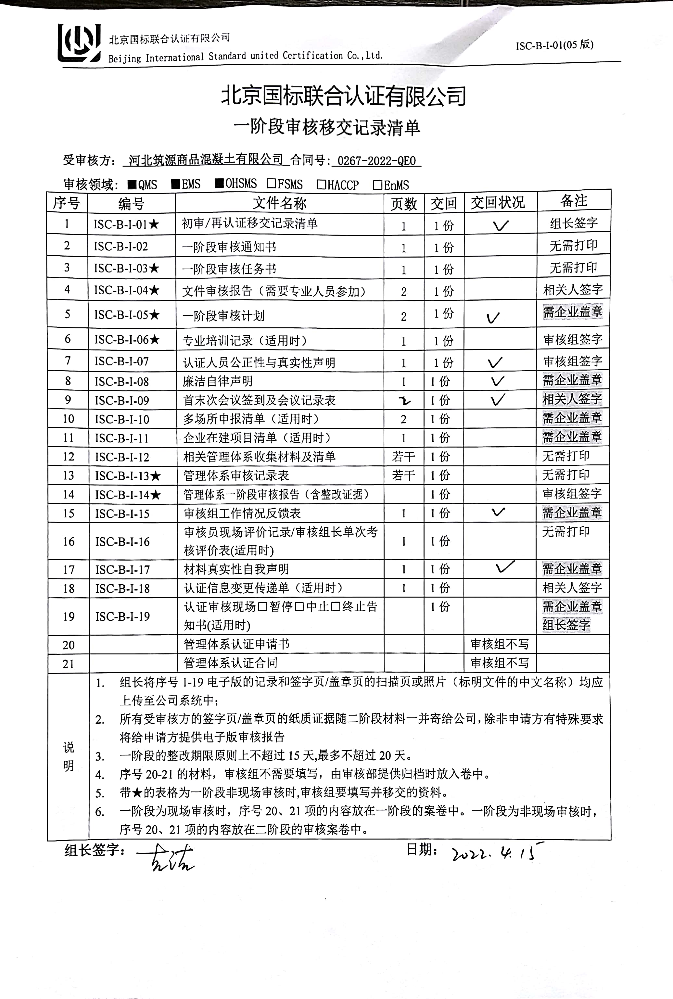 北京国标联合认证有限公司
Beijing International Standard united Certification Co.,Ltd.
ISC-B-I-01(05 版)
北京国标联合认证有限公司
一阶段审核移交记录清单
受审核方: 河北筑源商品混凝土有限公司 合同号: 0267-2022-QEO
审核领域: ■QMS ■EMS ■OHSMS □FSMS □HACCP □EnMS
序号 编号 文件名称 页数 交回 交回状况 备注
1 ISC-B-I-01★ 初审/再认证移交记录清单 1 1 份 ✓ 组长签字
2 ISC-B-I-02 一阶段审核通知书 1 1 份 无需打印
3 ISC-B-I-03★ 一阶段审核任务书 1 1 份 无需打印
4 ISC-B-I-04★ 文件审核报告（需要专业人员参加） 2 1 份 相关人签字
5 ISC-B-I-05★ 一阶段审核计划 2 1 份 ✓ 需企业盖章
6 ISC-B-I-06★ 专业培训记录（适用时） 1 1 份 审核组签字
7 ISC-B-I-07 认证人员公正性与真实性声明 1 1 份 ✓ 审核组签字
8 ISC-B-I-08 廉洁自律声明 1 1 份 ✓ 需企业盖章
9 ISC-B-I-09 首末次会议签到及会议记录表 2 1 份 ✓ 相关人签字
10 ISC-B-I-10 多场所申报清单（适用时） 2 1 份 需企业盖章
11 ISC-B-I-11 企业在建项目清单（适用时） 1 1 份 需企业盖章
12 ISC-B-I-12 相关管理体系收集材料及清单 若干 1 份 无需打印
13 ISC-B-I-13★ 管理体系审核记录表 若干 1 份 无需打印
14 ISC-B-I-14★ 管理体系一阶段审核报告（含整改证据） 1 份 审核组签字
15 ISC-B-I-15 审核组工作情况反馈表 1 1 份 ✓ 需企业盖章
16 ISC-B-I-16 审核员现场评价记录/审核组长单次考 1 1 份 无需打印
核评价表(适用时)
17 ISC-B-I-17 材料真实性自我声明 1 1 份 ✓ 需企业盖章
18 ISC-B-I-18 认证信息变更传递单（适用时） 1 1 份 相关人签字
19 ISC-B-I-19 认证审核现场□暂停□中止□终止告 1 份 需企业盖章
知书(适用时) 组长签字
20 管理体系认证申请书 审核组不写
21 管理体系认证合同 审核组不写
说明
1. 组长将序号 1-19 电子版的记录和签字页/盖章页的扫描页或照片（标明文件的中文名称）均应
上传至公司系统中；
2. 所有受审核方的签字页/盖章页的纸质证据随二阶段材料一并寄给公司，除非申请方有特殊要求
将给申请方提供电子版审核报告
3. 一阶段的整改期限原则上不超过 15 天,最多不超过 20 天。
4. 序号 20-21 的材料，审核组不需要填写，由审核部提供归档时放入卷中。
5. 带★的表格为一阶段非现场审核时,审核组要填写并移交的资料。
6. 一阶段为现场审核时，序号 20、21 项的内容放在一阶段的案卷中。一阶段为非现场审核时，
序号 20、21 项的内容放在二阶段的审核案卷中。
组长签字: 日期: 2022.4.15